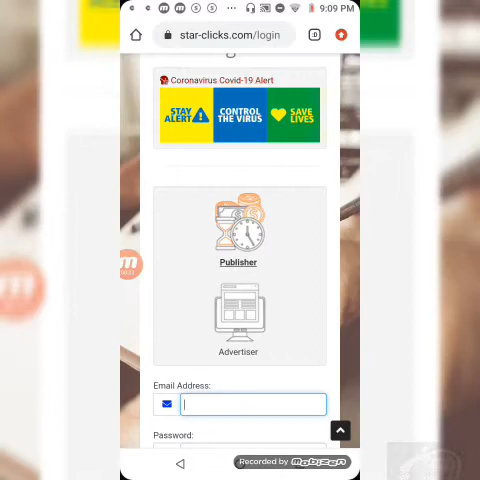 9:09 PM
star-clicks.com/login
:D
Coronavirus Covid-19 Alert
STAY ALERT
CONTROL THE VIRUS
SAVE LIVES
Publisher
Advertiser
Email Address:
Password:
Recorded by mobizen